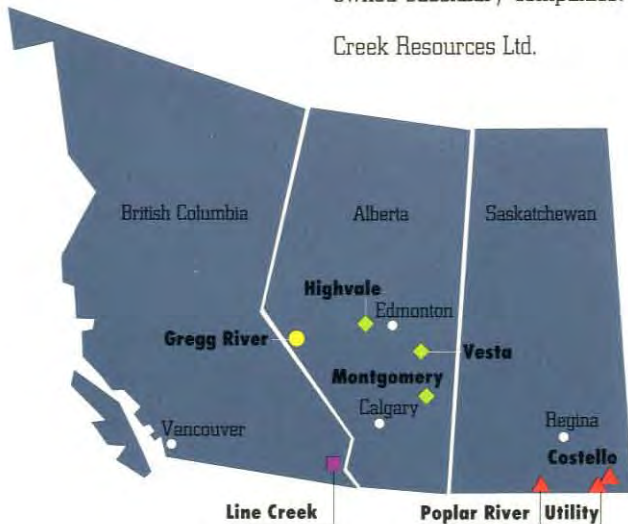 Creek Resources Ltd.
British Columbia
Alberta
Saskatchewan
Highvale
Edmonton
Gregg River
Vesta
Montgomery
Calgary
Regina
Vancouver
Costello
Line Creek
Poplar River
Utility